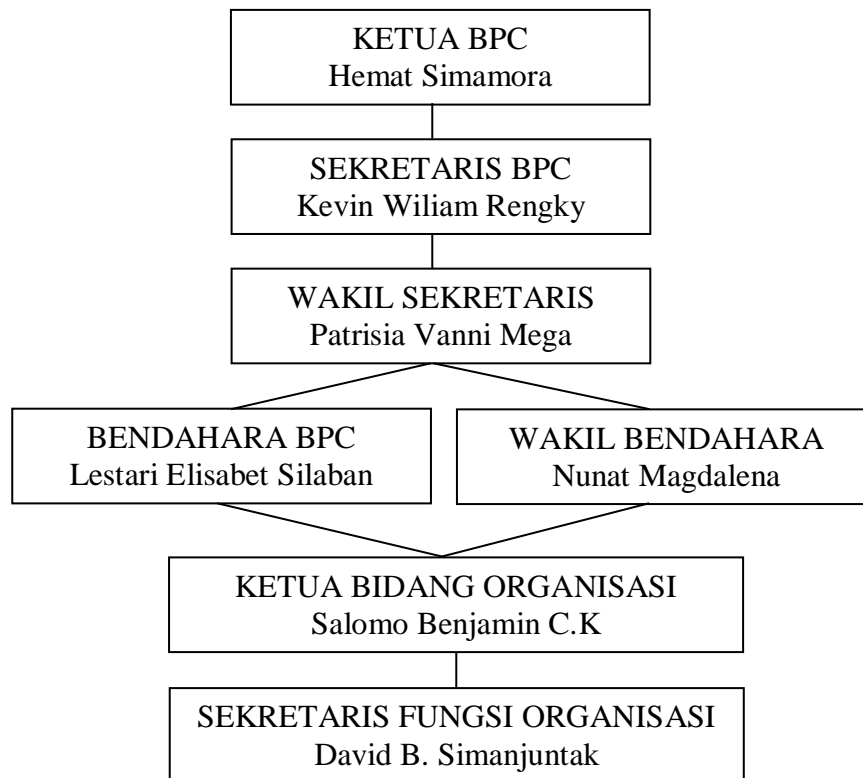 KETUA BPC
Hemat Simamora
SEKRETARIS BPC
Kevin Wiliam Rengky
WAKIL SEKRETARIS
Patrisia Vanni Mega
BENDAHARA BPC
Lestari Elisabet Silaban
WAKIL BENDAHARA
Nunat Magdalena
KETUA BIDANG ORGANISASI
Salomo Benjamin C.K
SEKRETARIS FUNGSI ORGANISASI
David B. Simanjuntak